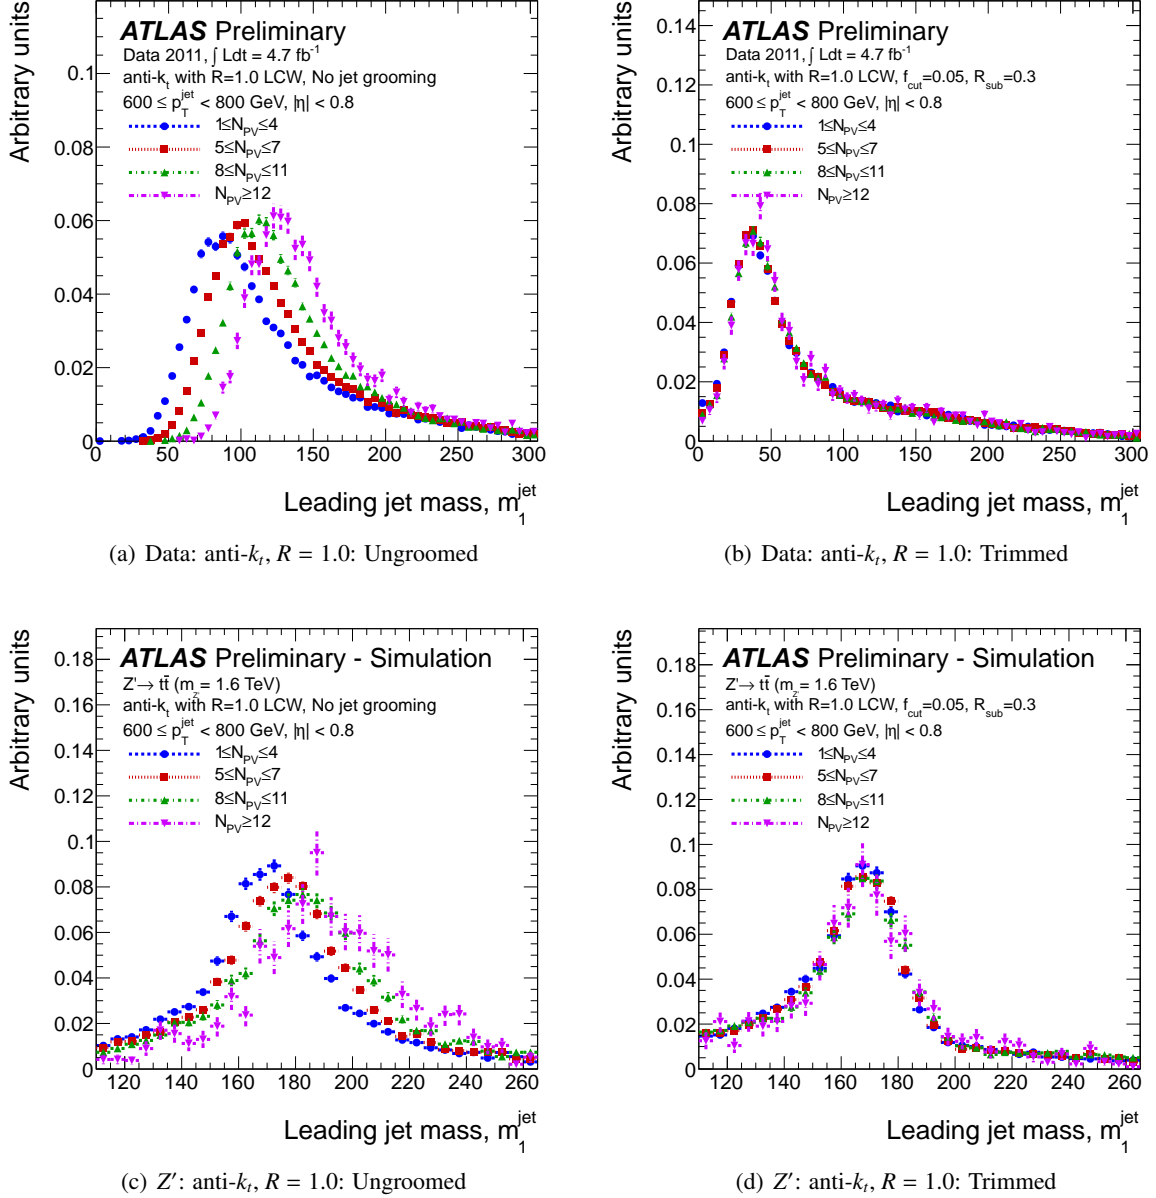 Arbitrary units
0.1
0.08
0.06
0.04
0.02
0
ATLAS Preliminary
Data 2011, ∫ Ldt = 4.7 fb⁻¹
anti-kₜ with R=1.0 LCW, No jet grooming
600 ≤ p_T^jet < 800 GeV, |η| < 0.8
1≤N_PV≤4
5≤N_PV≤7
8≤N_PV≤11
N_PV≥12
0 50 100 150 200 250 300
Leading jet mass, m_1^jet
(a) Data: anti-kₜ, R = 1.0: Ungroomed
Arbitrary units
0.14
0.12
0.1
0.08
0.06
0.04
0.02
0
ATLAS Preliminary
Data 2011, ∫ Ldt = 4.7 fb⁻¹
anti-kₜ with R=1.0 LCW, f_cut=0.05, R_sub=0.3
600 ≤ p_T^jet < 800 GeV, |η| < 0.8
1≤N_PV≤4
5≤N_PV≤7
8≤N_PV≤11
N_PV≥12
0 50 100 150 200 250 300
Leading jet mass, m_1^jet
(b) Data: anti-kₜ, R = 1.0: Trimmed
Arbitrary units
0.18
0.16
0.14
0.12
0.1
0.08
0.06
0.04
0.02
0
ATLAS Preliminary - Simulation
Z'→ tt̄ (m_Z' = 1.6 TeV)
anti-kₜ with R=1.0 LCW, No jet grooming
600 ≤ p_T^jet < 800 GeV, |η| < 0.8
1≤N_PV≤4
5≤N_PV≤7
8≤N_PV≤11
N_PV≥12
120 140 160 180 200 220 240 260
Leading jet mass, m_1^jet
(c) Z′: anti-kₜ, R = 1.0: Ungroomed
Arbitrary units
0.18
0.16
0.14
0.12
0.1
0.08
0.06
0.04
0.02
0
ATLAS Preliminary - Simulation
Z'→ tt̄ (m_Z' = 1.6 TeV)
anti-kₜ with R=1.0 LCW, f_cut=0.05, R_sub=0.3
600 ≤ p_T^jet < 800 GeV, |η| < 0.8
1≤N_PV≤4
5≤N_PV≤7
8≤N_PV≤11
N_PV≥12
120 140 160 180 200 220 240 260
Leading jet mass, m_1^jet
(d) Z′: anti-kₜ, R = 1.0: Trimmed